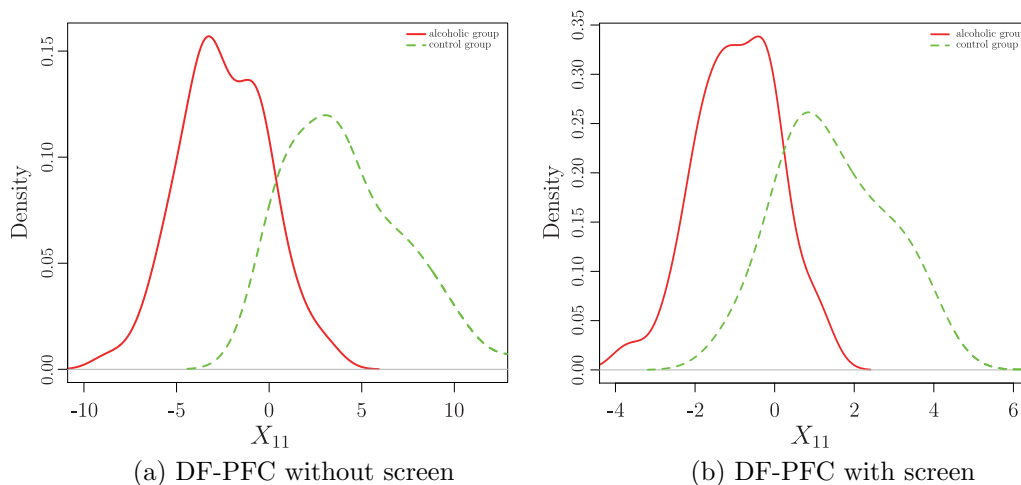 alcoholic group
control group
Density
0.00 0.05 0.10 0.15
-10 -5 0 5 10
X₁₁
(a) DF-PFC without screen
alcoholic group
control group
Density
0.00 0.05 0.10 0.15 0.20 0.25 0.30 0.35
-4 -2 0 2 4 6
X₁₁
(b) DF-PFC with screen